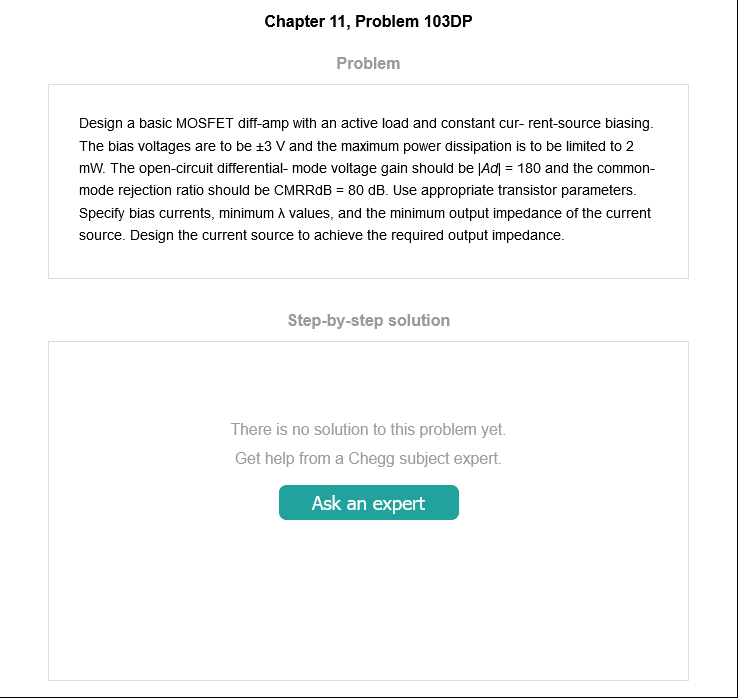 Chapter 11, Problem 103DP
Problem
Design a basic MOSFET diff-amp with an active load and constant cur- rent-source biasing.
The bias voltages are to be ±3 V and the maximum power dissipation is to be limited to 2
mW. The open-circuit differential- mode voltage gain should be |Ad| = 180 and the common-
mode rejection ratio should be CMRRdB = 80 dB. Use appropriate transistor parameters.
Specify bias currents, minimum λ values, and the minimum output impedance of the current
source. Design the current source to achieve the required output impedance.
Step-by-step solution
There is no solution to this problem yet.
Get help from a Chegg subject expert.
Ask an expert